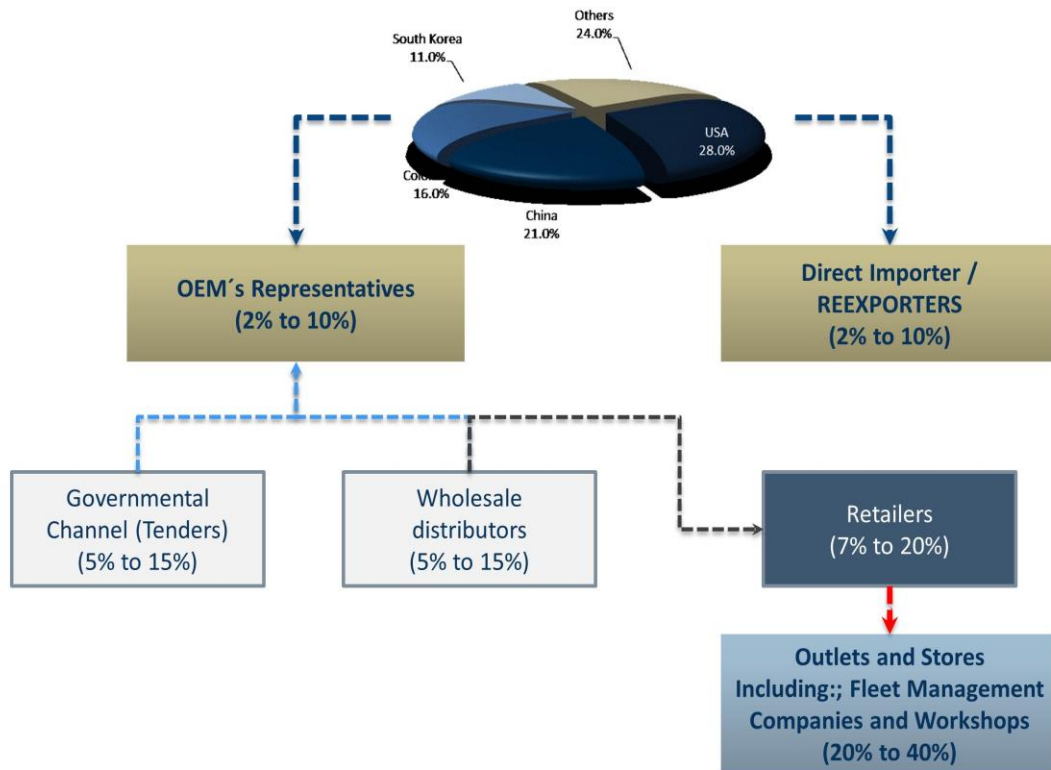 Others
24.0%
South Korea
11.0%
USA
28.0%
16.0%
China
21.0%
OEM´s Representatives
(2% to 10%)
Direct Importer /
REEXPORTERS
(2% to 10%)
Governmental
Channel (Tenders)
(5% to 15%)
Wholesale
distributors
(5% to 15%)
Retailers
(7% to 20%)
Outlets and Stores
Including:; Fleet Management
Companies and Workshops
(20% to 40%)